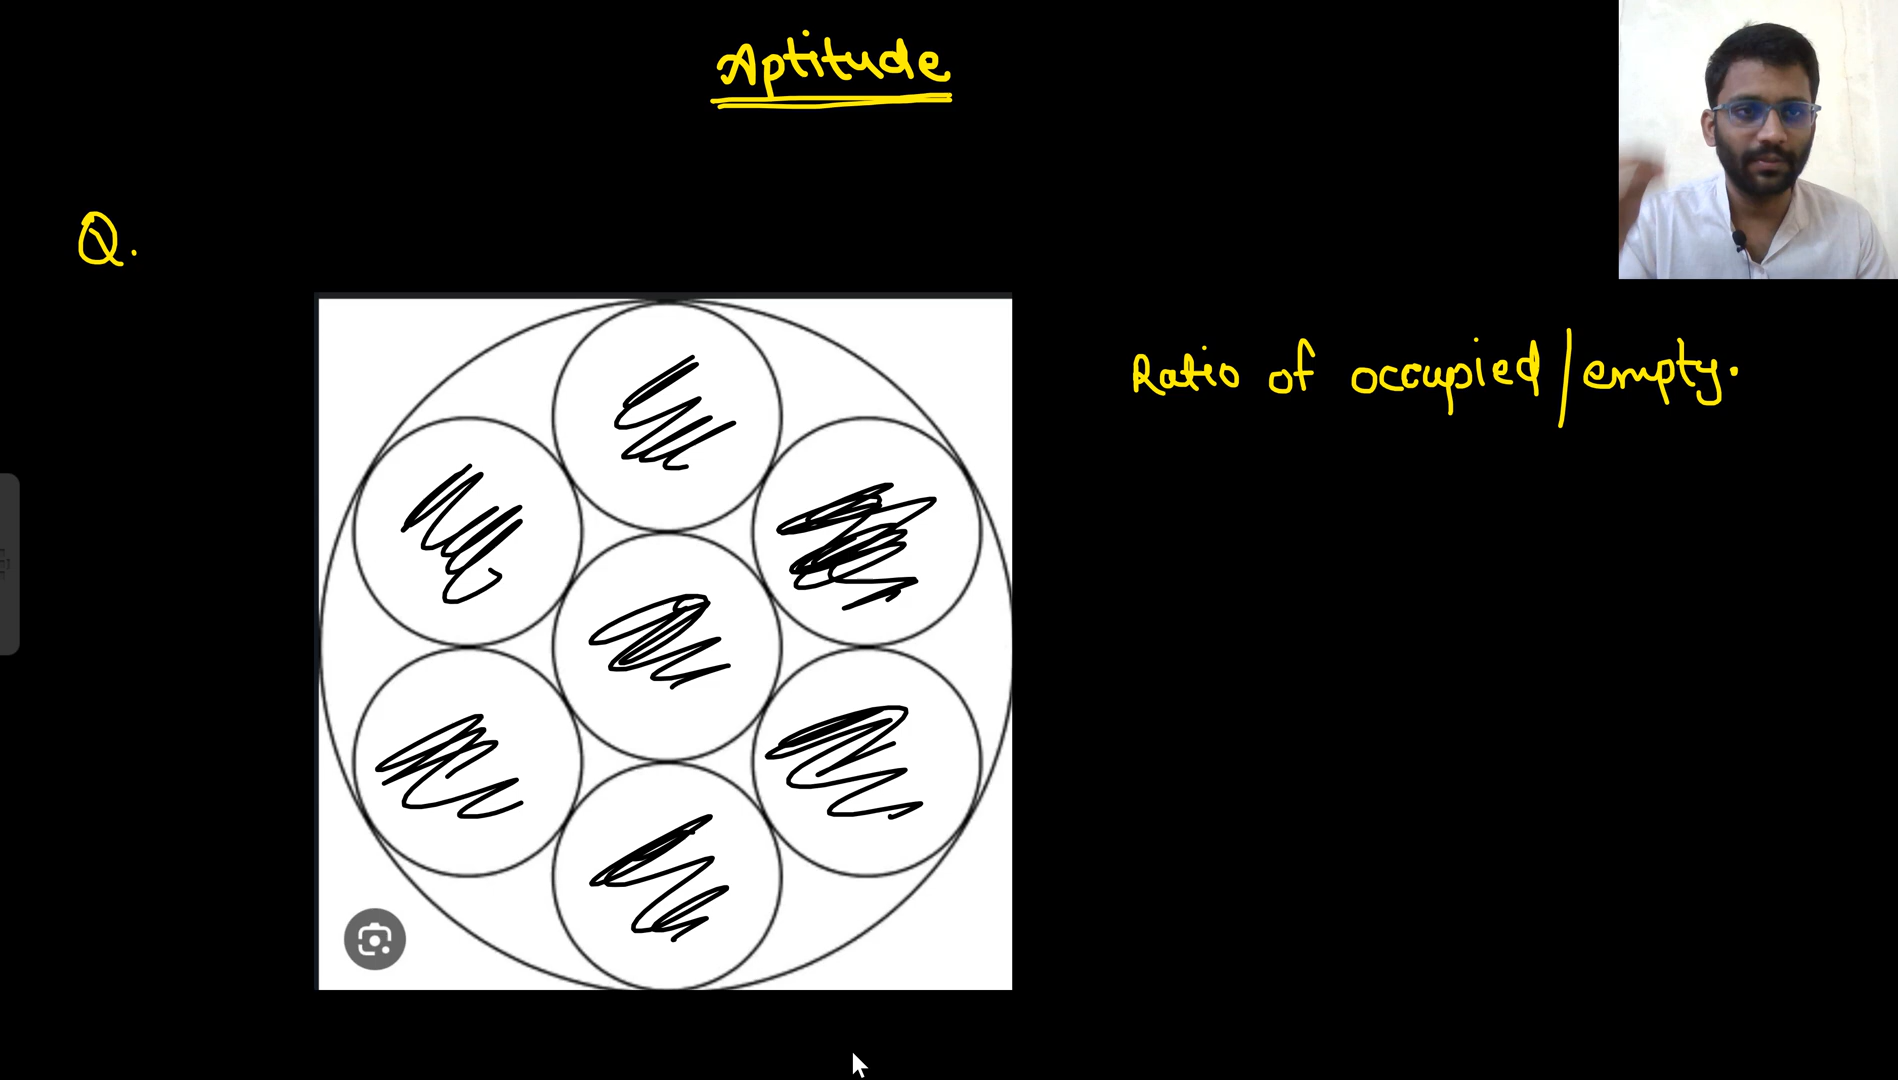 Aptitude
Q.
Ratio of occupied/empty.